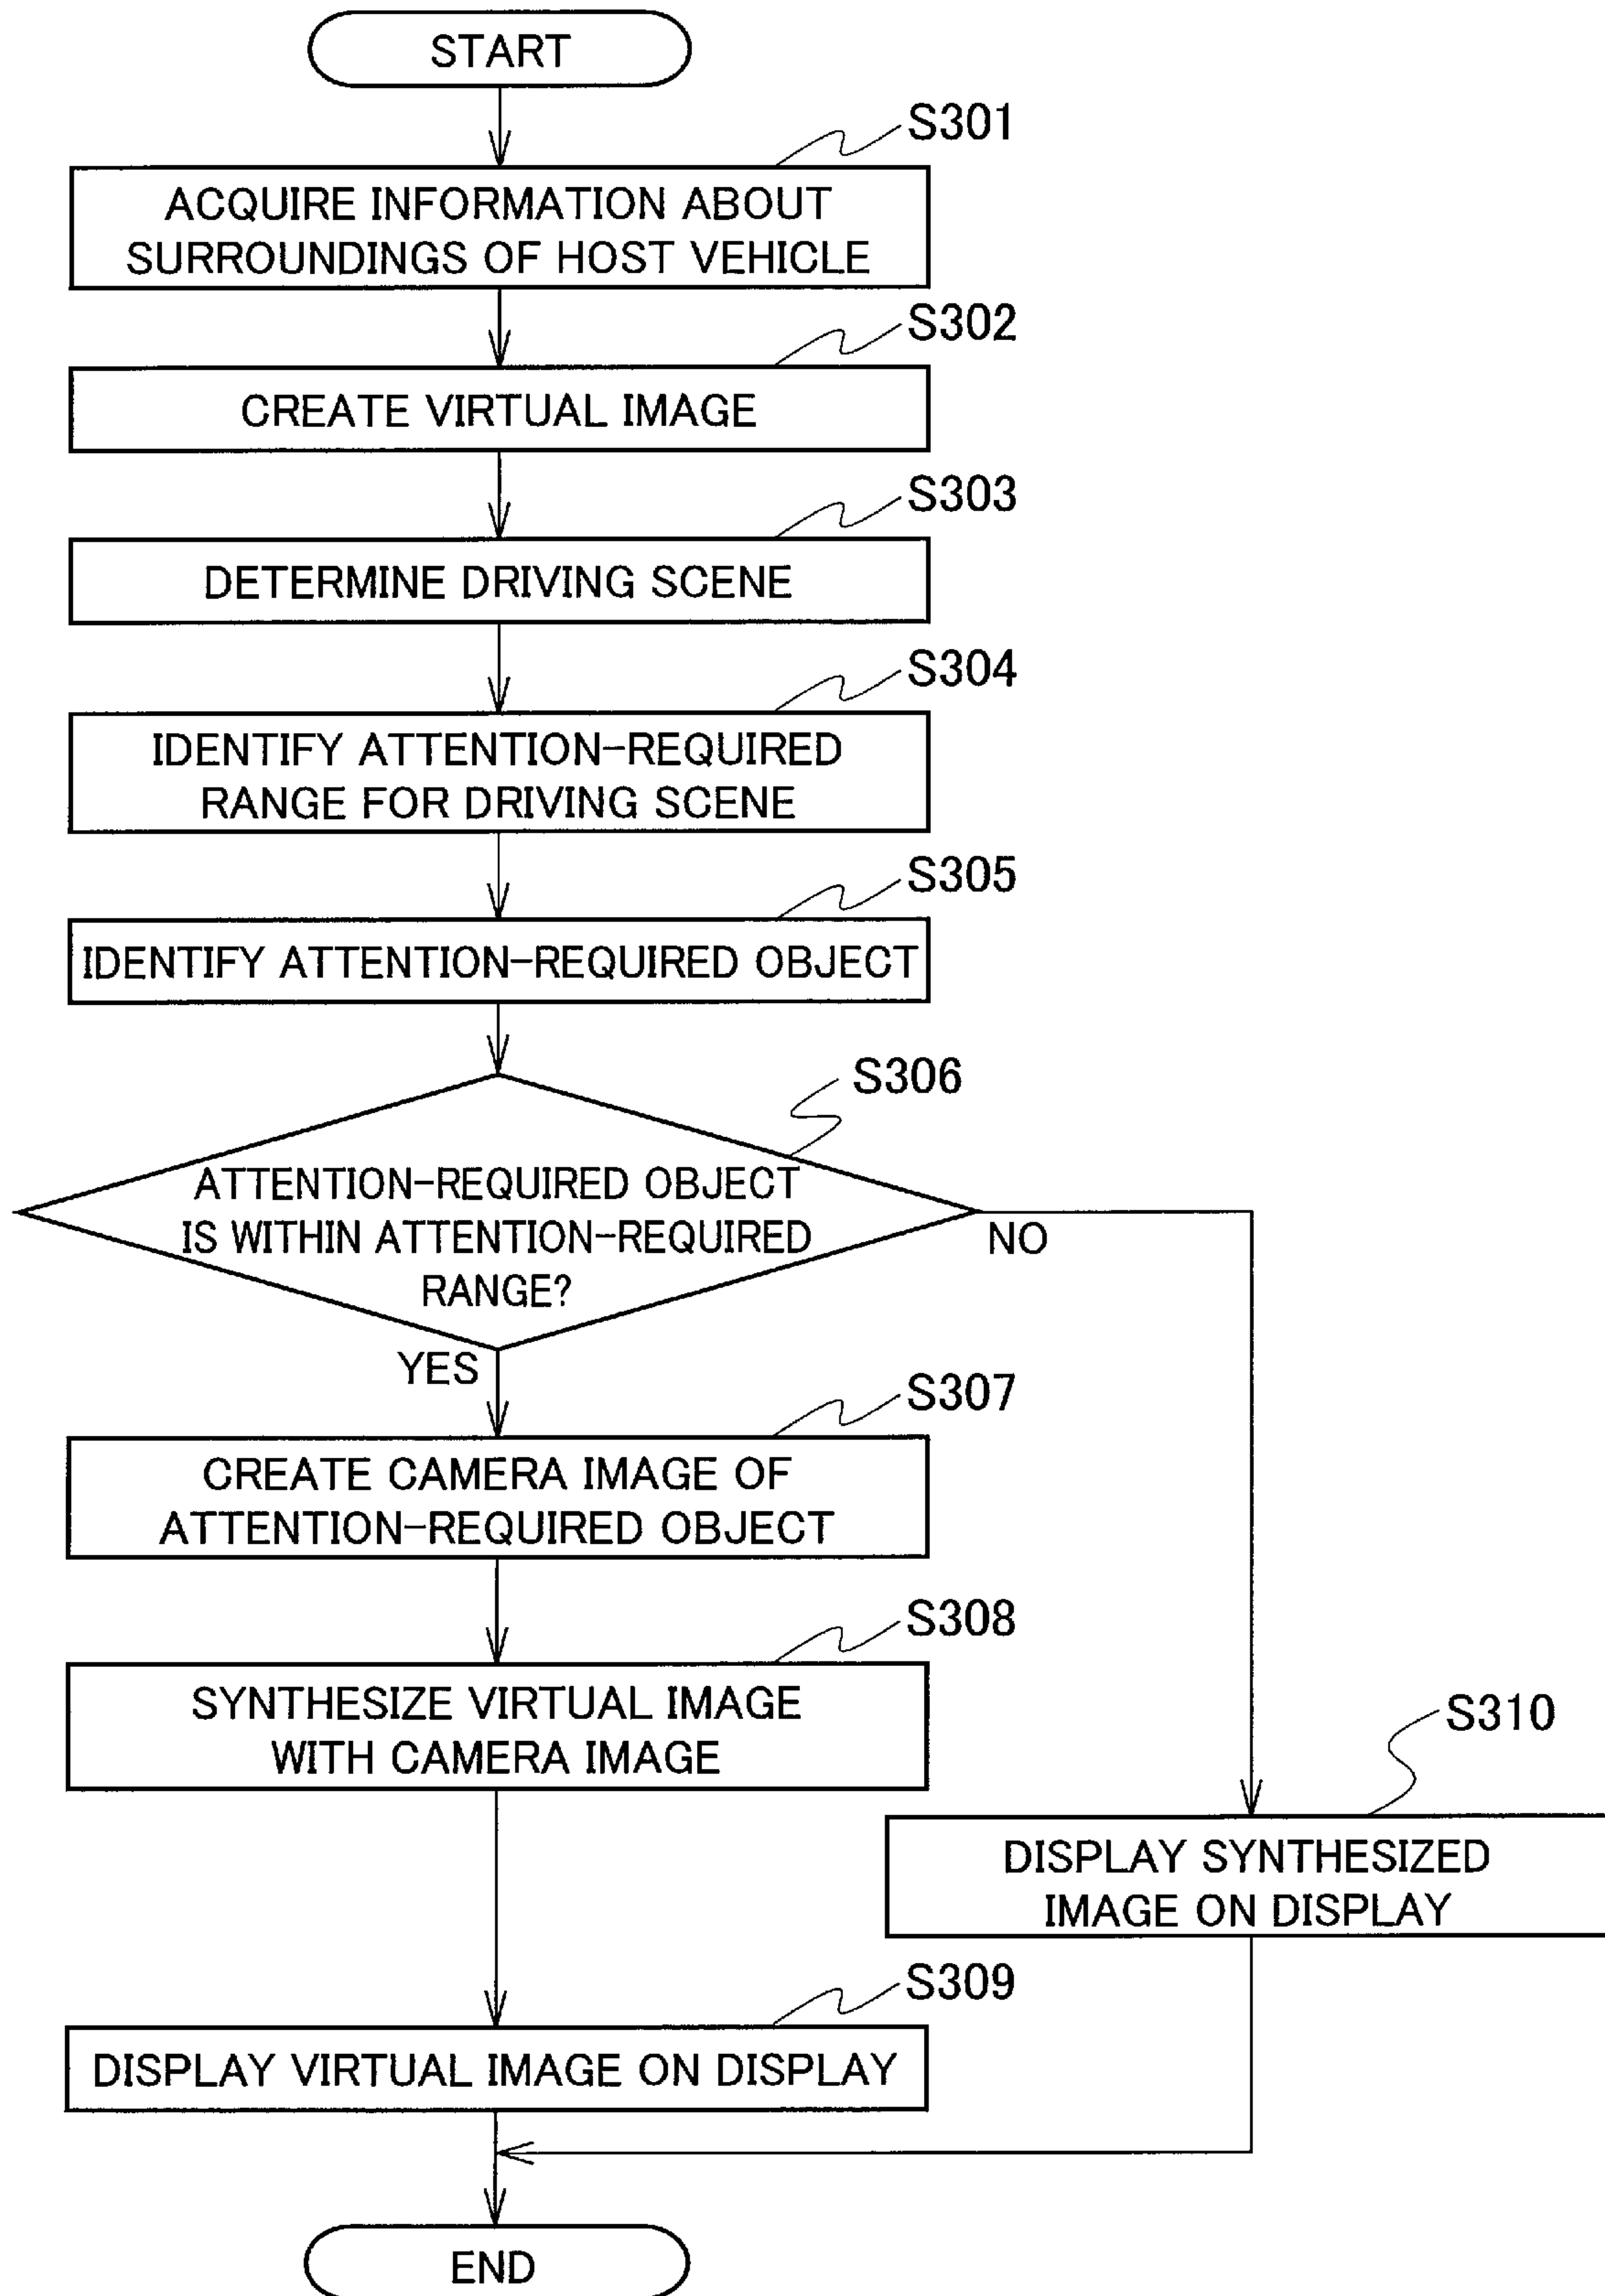 START
S301
ACQUIRE INFORMATION ABOUT
SURROUNDINGS OF HOST VEHICLE
S302
CREATE VIRTUAL IMAGE
S303
DETERMINE DRIVING SCENE
S304
IDENTIFY ATTENTION-REQUIRED
RANGE FOR DRIVING SCENE
S305
IDENTIFY ATTENTION-REQUIRED OBJECT
S306
ATTENTION-REQUIRED OBJECT
IS WITHIN ATTENTION-REQUIRED
RANGE?
NO
YES
S307
CREATE CAMERA IMAGE OF
ATTENTION-REQUIRED OBJECT
S308
SYNTHESIZE VIRTUAL IMAGE
WITH CAMERA IMAGE
S310
DISPLAY SYNTHESIZED
IMAGE ON DISPLAY
S309
DISPLAY VIRTUAL IMAGE ON DISPLAY
END